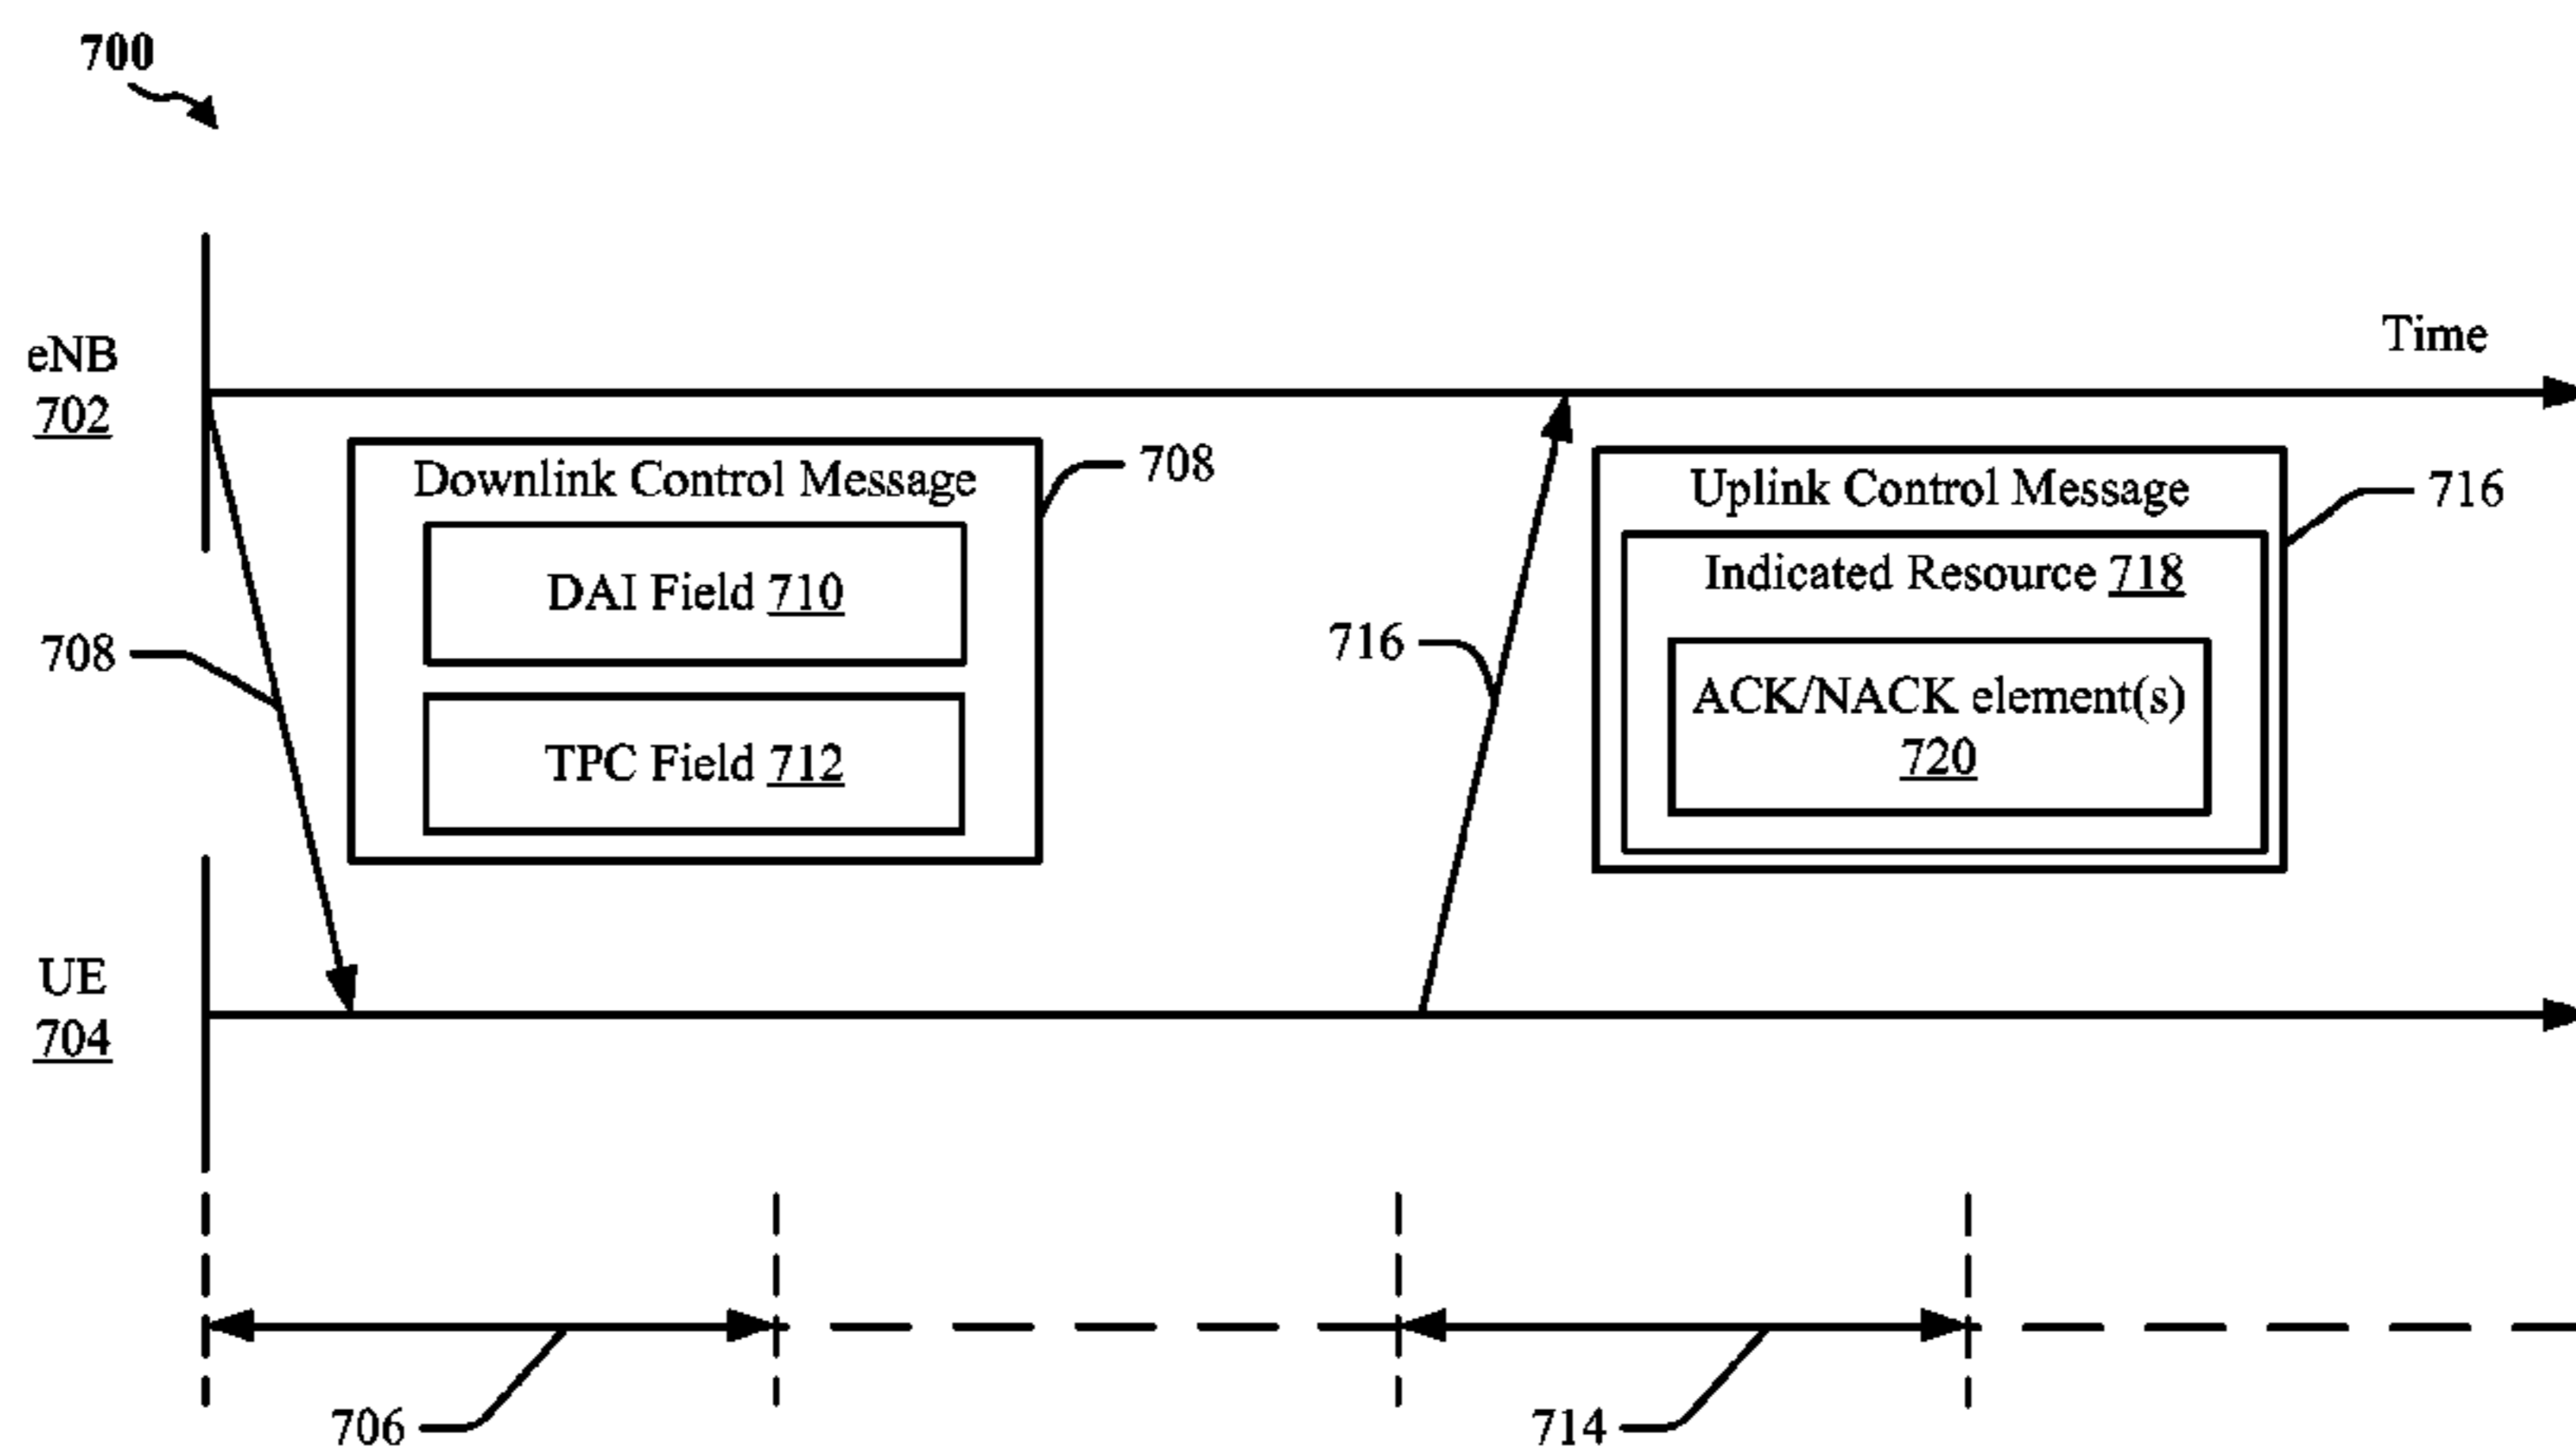 700
eNB
702
Time
Downlink Control Message
708
DAI Field 710
TPC Field 712
708
Uplink Control Message
716
Indicated Resource 718
ACK/NACK element(s)
720
716
UE
704
706
714